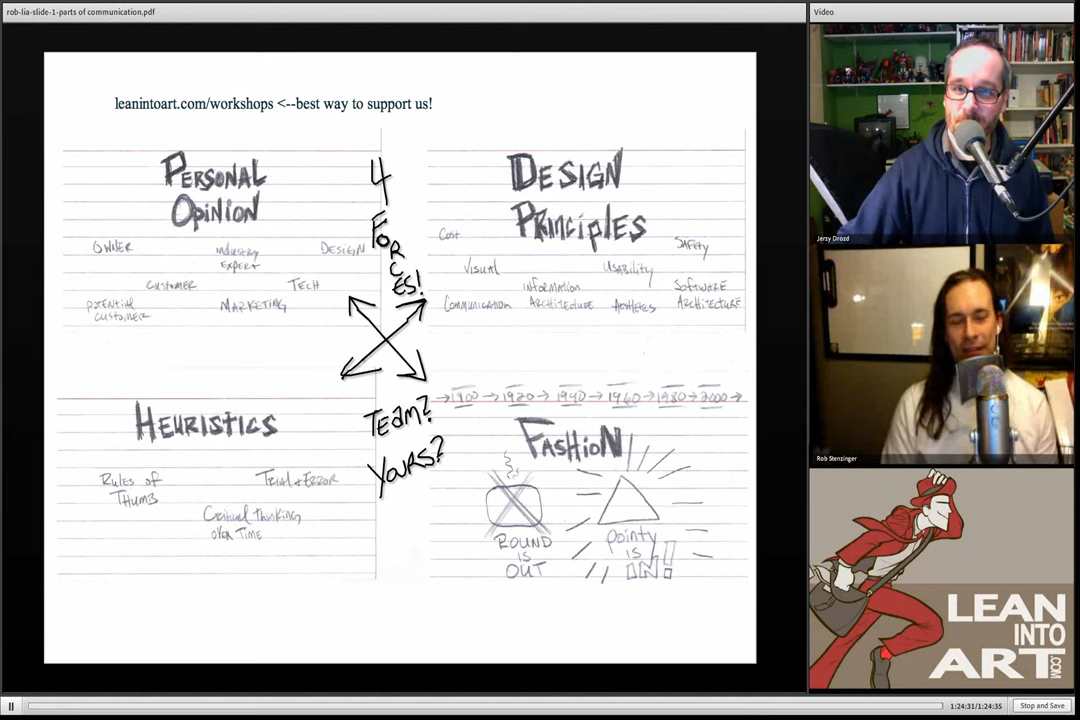 rob-lia-slide-1-parts of communication.pdf
Video
leanintoart.com/workshops <--best way to support us!
PERSONAL
OPINION
OWNER
industry
EXPERT
DESIGN
CUSTOMER
TECH
potential
CUSTOMER
MARKETING
4
FORCES!
DESIGN
PRINCIPLES
Cost
SAFETY
Visual
USABILITY
INFORMATION
ARCHITECTURE
SOFTWARE
ARCHITECTURE
Communication
Aesthetics
HEURISTICS
Rules of
THUMB
TRIAL & ERROR
Critical thinking
OVER TIME
TEAM?
YOURS?
→1900→1920→1940→1960→1980→2000→
FASHION
ROUND
IS
OUT
pointy
IS
IN!
Jerzy Drozd
Rob Stenzinger
LEAN
INTO
ART
.COM
1:24:31/1:24:35
Stop and Save